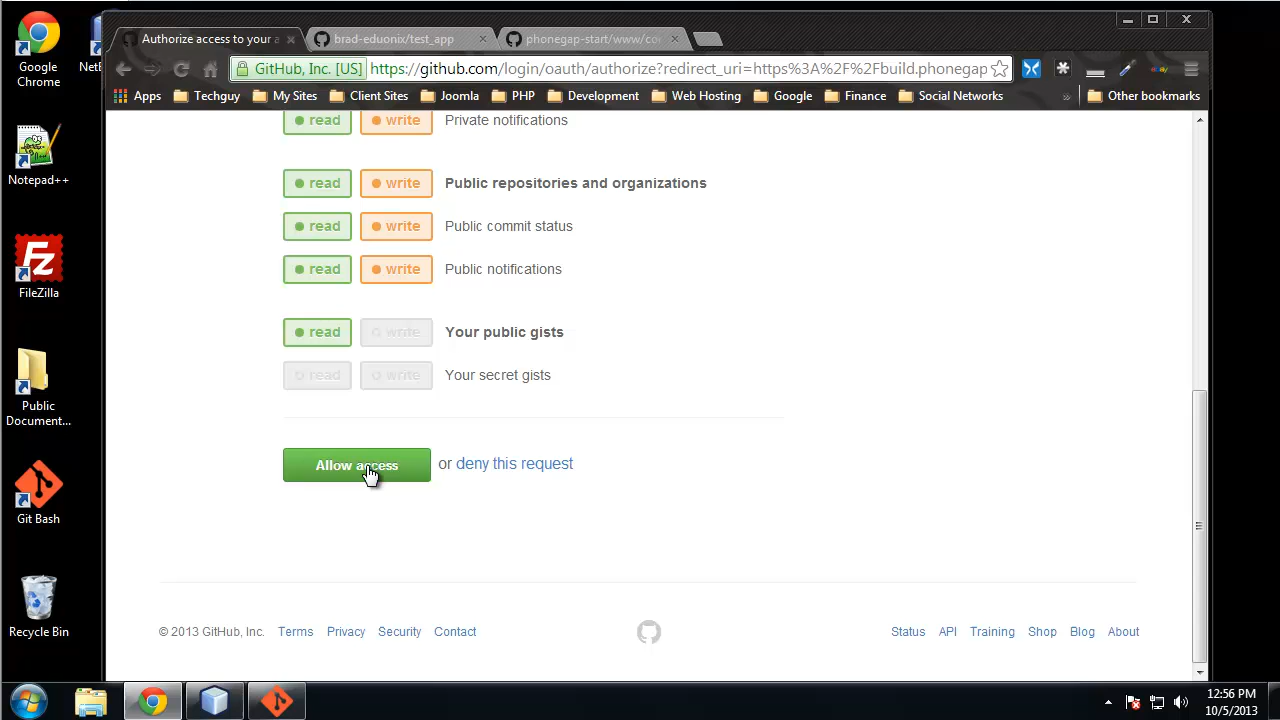 Google
Chrome
Notepad++
FileZilla
Public
Document...
Git Bash
Recycle Bin
Authorize access to your a
brad-eduonix/test_app
phonegap-start/www/co
GitHub, Inc. [US] https://github.com/login/oauth/authorize?redirect_uri=https%3A%2F%2Fbuild.phonegap
Apps Techguy My Sites Client Sites Joomla PHP Development Web Hosting Google Finance Social Networks » Other bookmarks
read write Private notifications
read write Public repositories and organizations
read write Public commit status
read write Public notifications
read write Your public gists
read write Your secret gists
Allow access or deny this request
© 2013 GitHub, Inc. Terms Privacy Security Contact Status API Training Shop Blog About
12:56 PM
10/5/2013